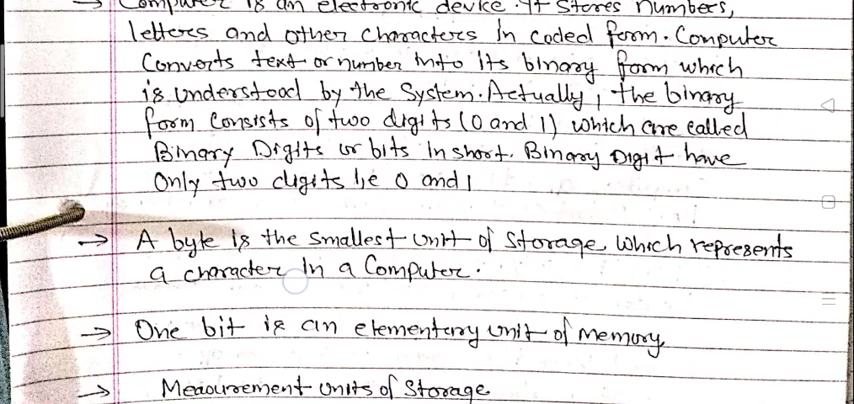 → Computer is an electronic device. It stores numbers,
letters and other characters in coded form. Computer
Converts text or number into its binary form which
is understood by the System. Actually, the binary
form Consists of two digits (0 and 1) which are called
Binary Digits or bits in short. Binary Digit have
Only two digits i.e 0 and 1
→ A byte is the smallest unit of storage, which represents
a character in a Computer.
→ One bit is an elementary unit of memory.
→ Measurement units of Storage